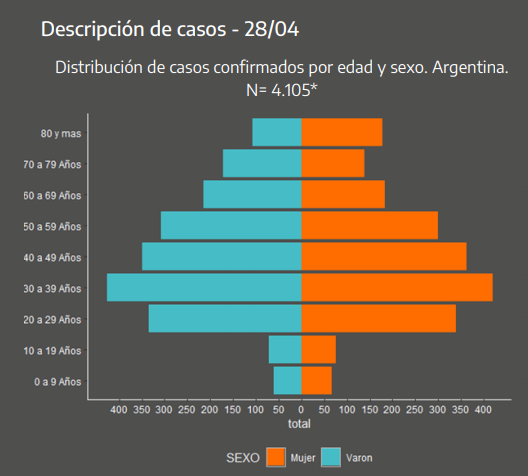 Descripción de casos - 28/04
Distribución de casos confirmados por edad y sexo. Argentina.
N= 4.105*
80 y mas
70 a 79 Años
60 a 69 Años
50 a 59 Años
40 a 49 Años
30 a 39 Años
20 a 29 Años
10 a 19 Años
0 a 9 Años
400 350 300 250 200 150 100 50 0 50 100 150 200 250 300 350 400
total
SEXO Mujer Varon